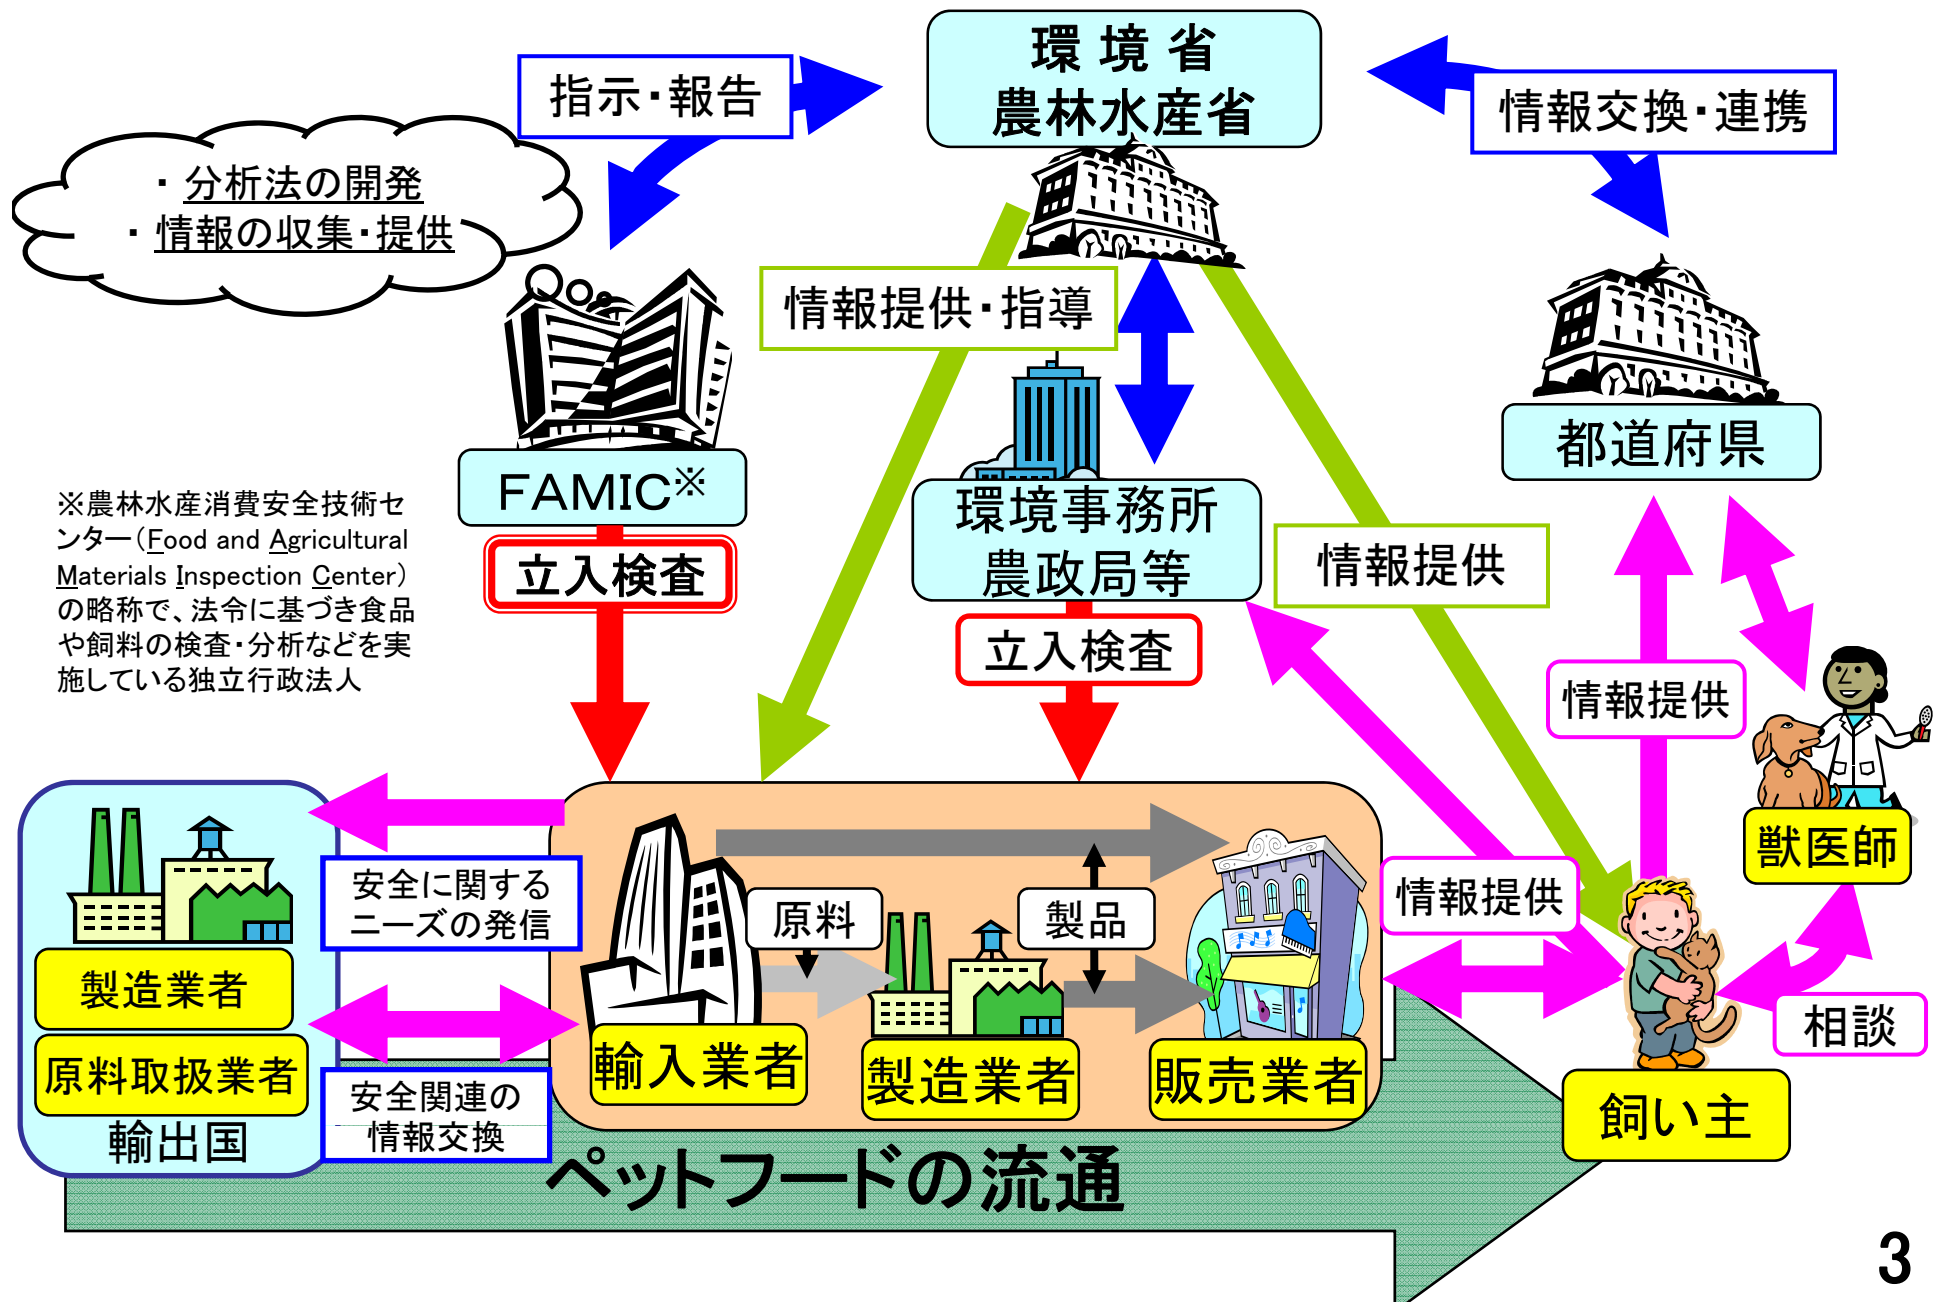 環 境 省
農林水産省
指示・報告
情報交換・連携
・ 分析法の開発
・ 情報の収集・提供
情報提供・指導
都道府県
FAMIC※
環境事務所
農政局等
※農林水産消費安全技術セ
ンター（Food and Agricultural
Materials Inspection Center）
の略称で、法令に基づき食品
や飼料の検査・分析などを実
施している独立行政法人
立入検査
立入検査
情報提供
情報提供
獣医師
安全に関する
ニーズの発信
原料
製品
情報提供
製造業者
原料取扱業者
輸出国
安全関連の
情報交換
輸入業者
製造業者
販売業者
相談
飼い主
ペットフードの流通
3